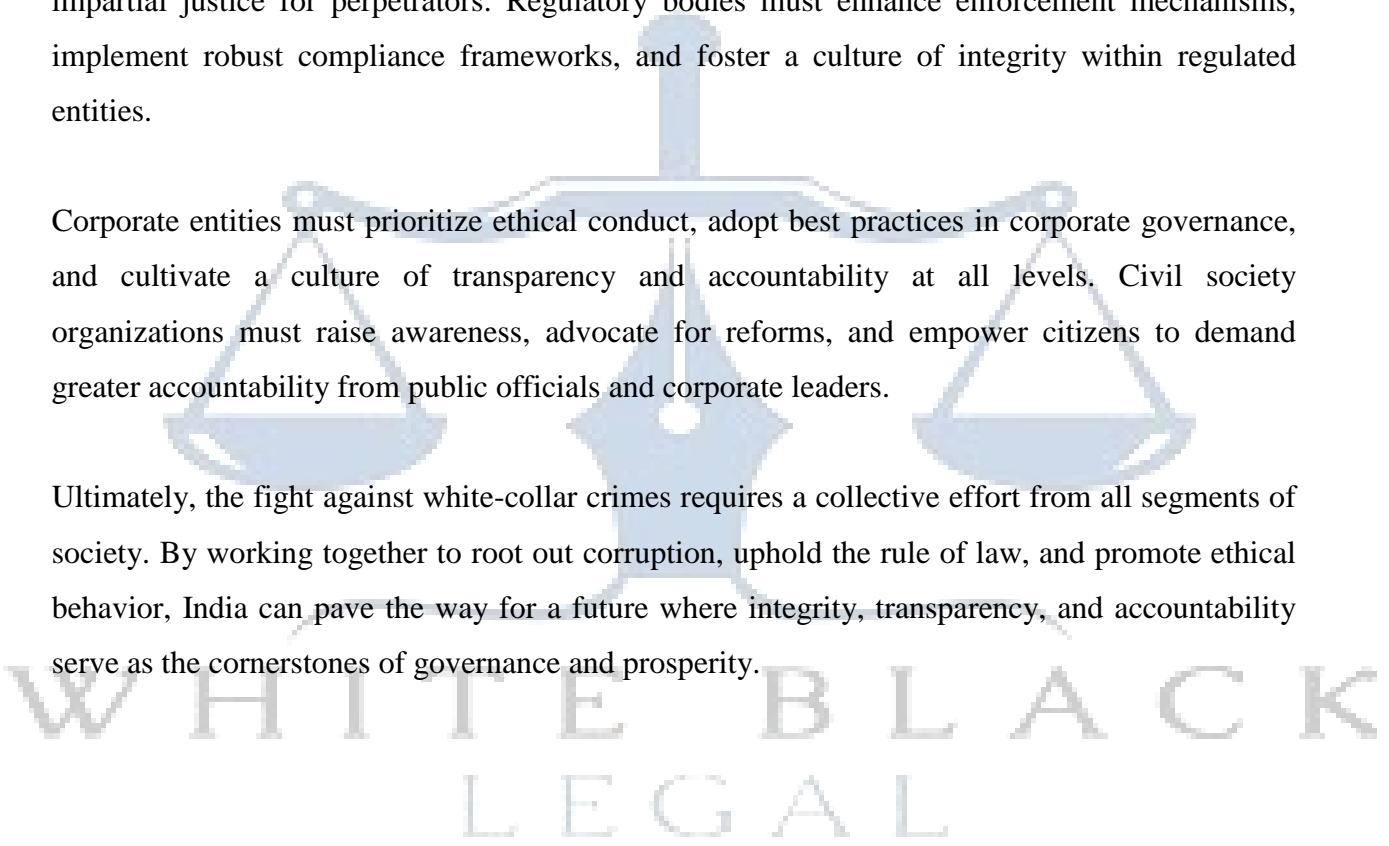 impartial justice for perpetrators. Regulatory bodies must enhance enforcement mechanisms,
implement robust compliance frameworks, and foster a culture of integrity within regulated
entities.
Corporate entities must prioritize ethical conduct, adopt best practices in corporate governance,
and cultivate a culture of transparency and accountability at all levels. Civil society
organizations must raise awareness, advocate for reforms, and empower citizens to demand
greater accountability from public officials and corporate leaders.
Ultimately, the fight against white-collar crimes requires a collective effort from all segments of
society. By working together to root out corruption, uphold the rule of law, and promote ethical
behavior, India can pave the way for a future where integrity, transparency, and accountability
serve as the cornerstones of governance and prosperity.
WHITE BLACK
LEGAL